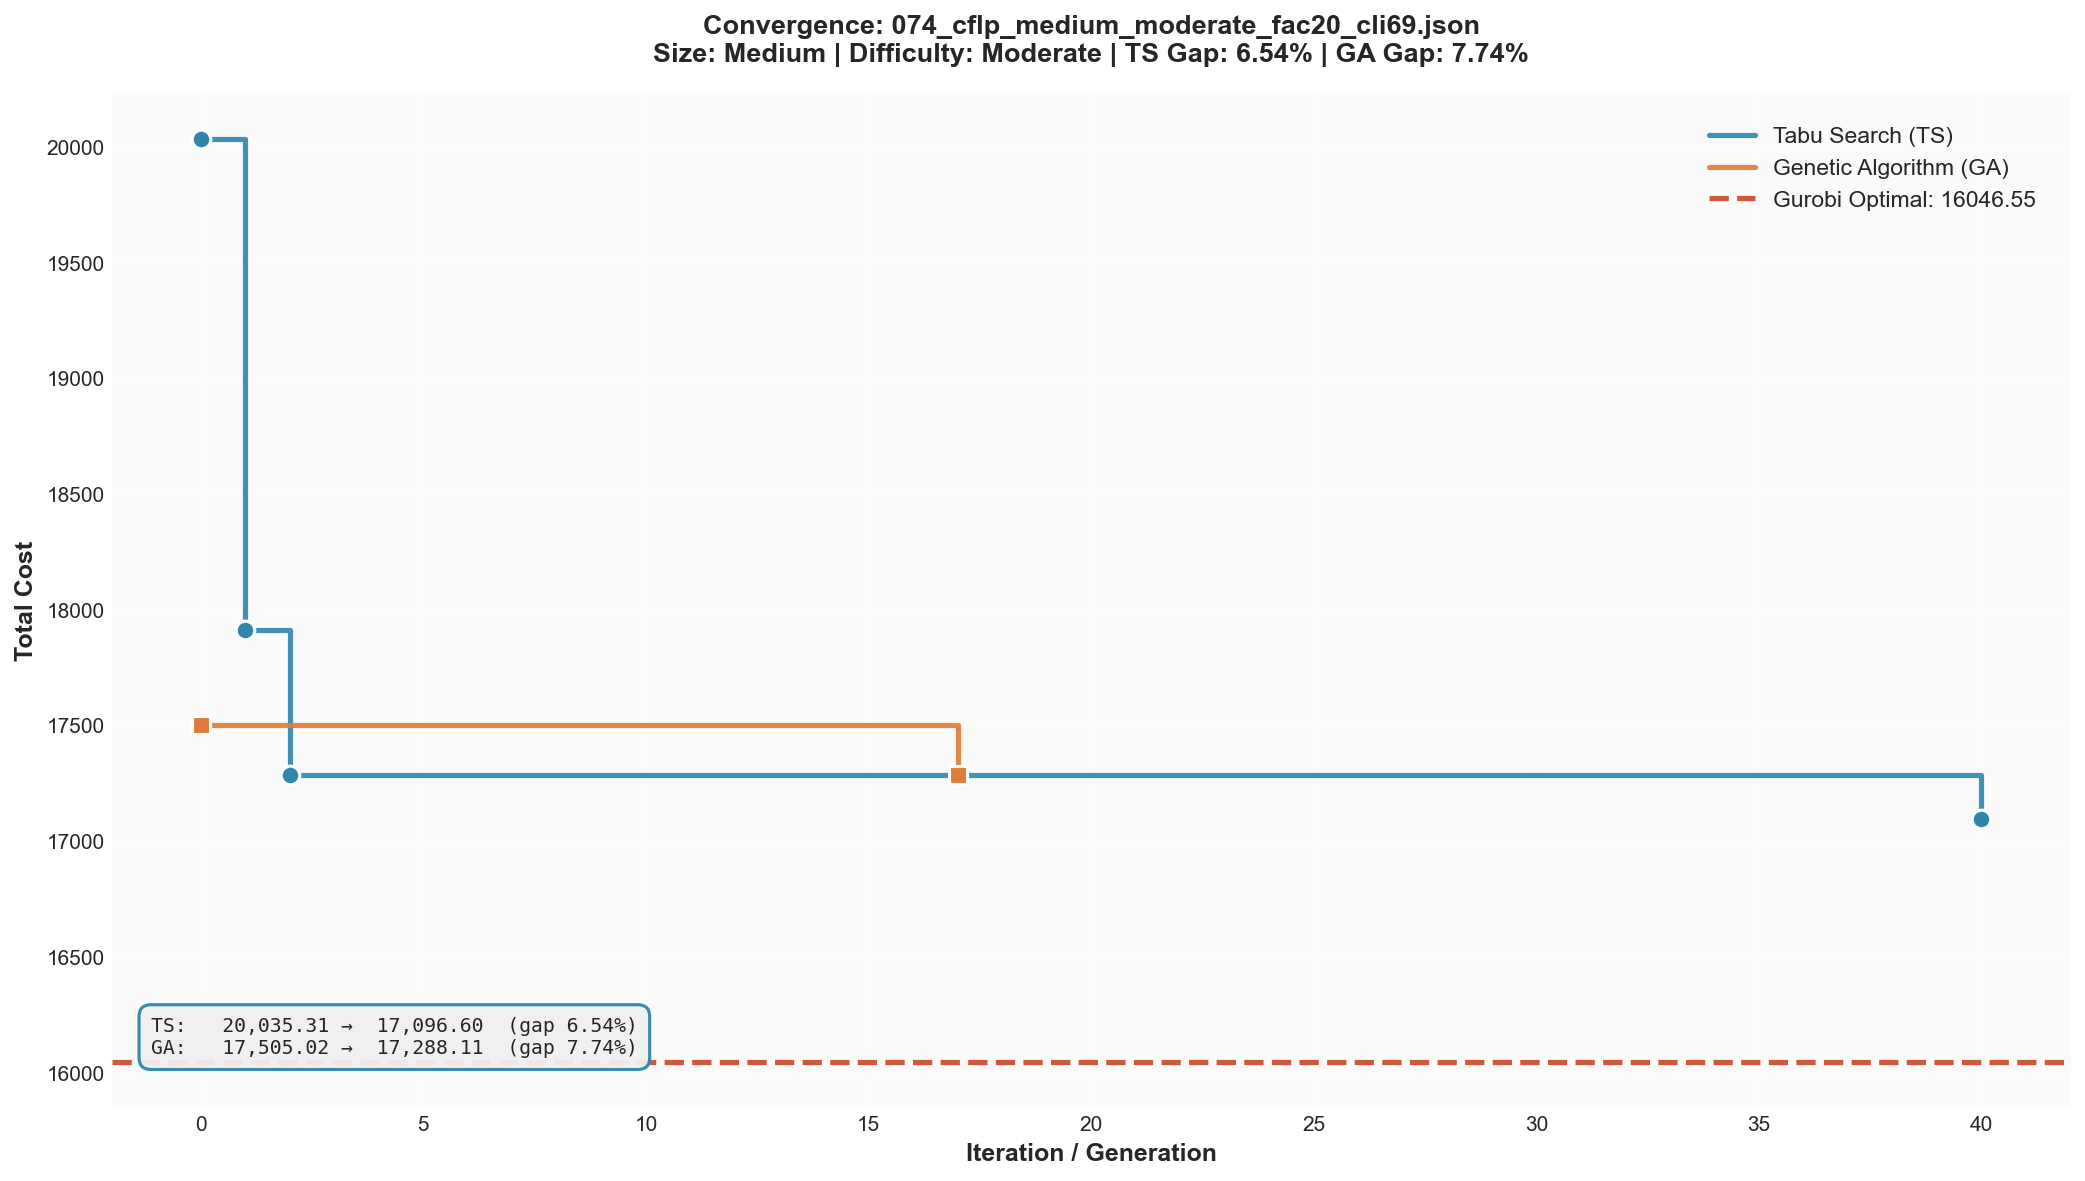 Convergence: 074_cflp_medium_moderate_fac20_cli69.json
Size: Medium | Difficulty: Moderate | TS Gap: 6.54% | GA Gap: 7.74%
Tabu Search (TS)
Genetic Algorithm (GA)
Gurobi Optimal: 16046.55
Total Cost
20000
19500
19000
18500
18000
17500
17000
16500
16000
TS: 20,035.31 → 17,096.60 (gap 6.54%)
GA: 17,505.02 → 17,288.11 (gap 7.74%)
0 5 10 15 20 25 30 35 40
Iteration / Generation